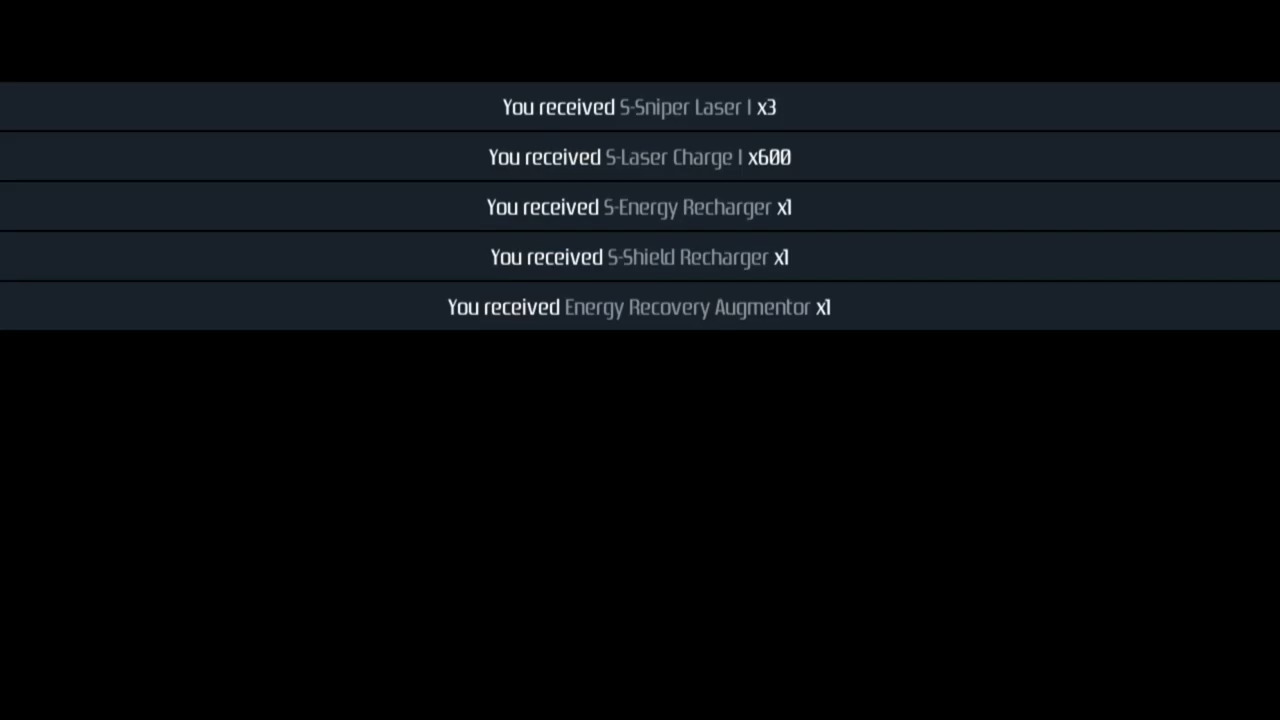 You received S-Sniper Laser I x3
You received S-Laser Charge I x600
You received S-Energy Recharger x1
You received S-Shield Recharger x1
You received Energy Recovery Augmentor x1